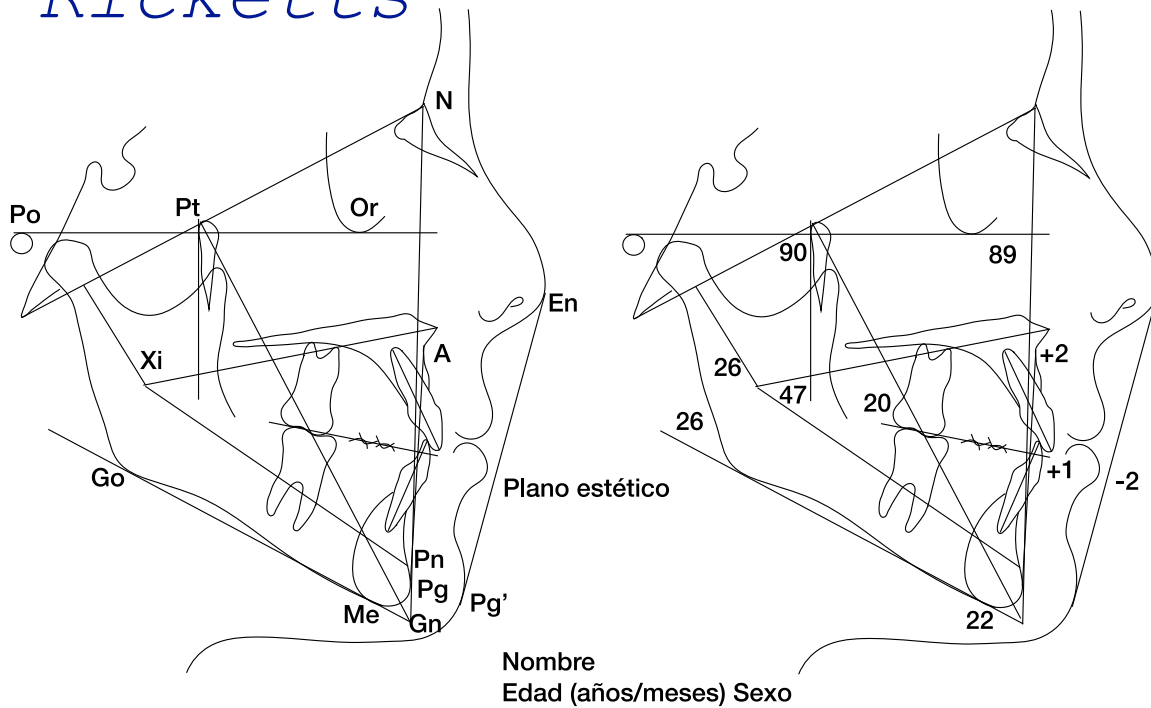 Ricketts
N
Pt
Or
Po
90
89
En
A
+2
Xi
26
47
20
26
+1
Go
Plano estético
-2
Pn
Pg
Pg’
Me
Gn
22
Nombre
Edad (años/meses) Sexo